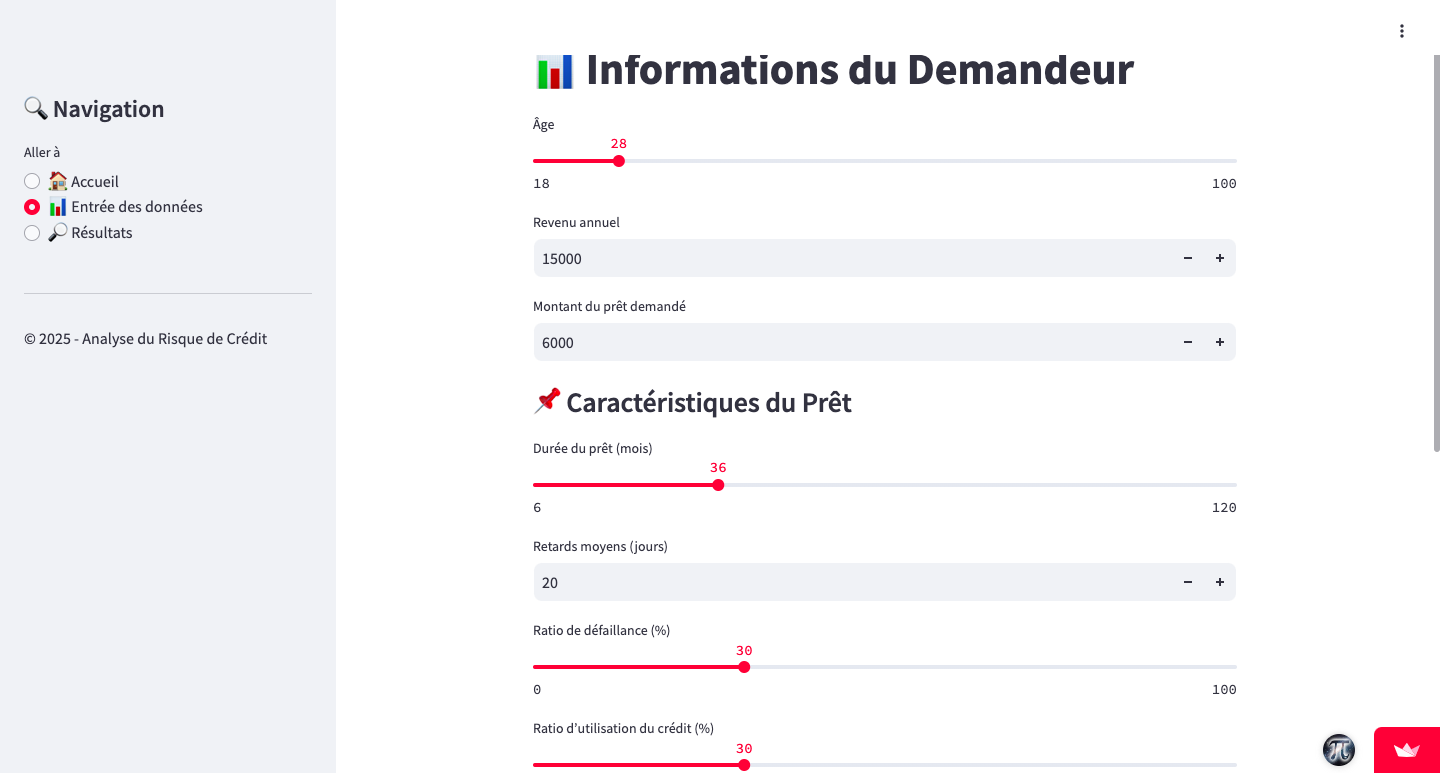 Navigation
Aller à
Accueil
Entrée des données
Résultats
© 2025 - Analyse du Risque de Crédit
Informations du Demandeur
Âge
28
18 100
Revenu annuel
15000
Montant du prêt demandé
6000
Caractéristiques du Prêt
Durée du prêt (mois)
36
6 120
Retards moyens (jours)
20
Ratio de défaillance (%)
30
0 100
Ratio d’utilisation du crédit (%)
30